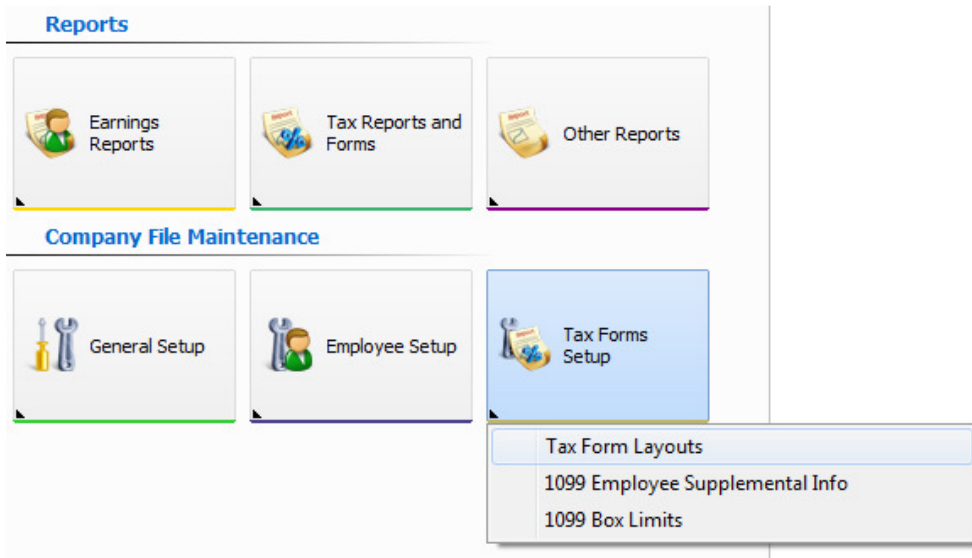 Reports
Earnings
Reports
Tax Reports and
Forms
Other Reports
Company File Maintenance
General Setup
Employee Setup
Tax Forms
Setup
Tax Form Layouts
1099 Employee Supplemental Info
1099 Box Limits